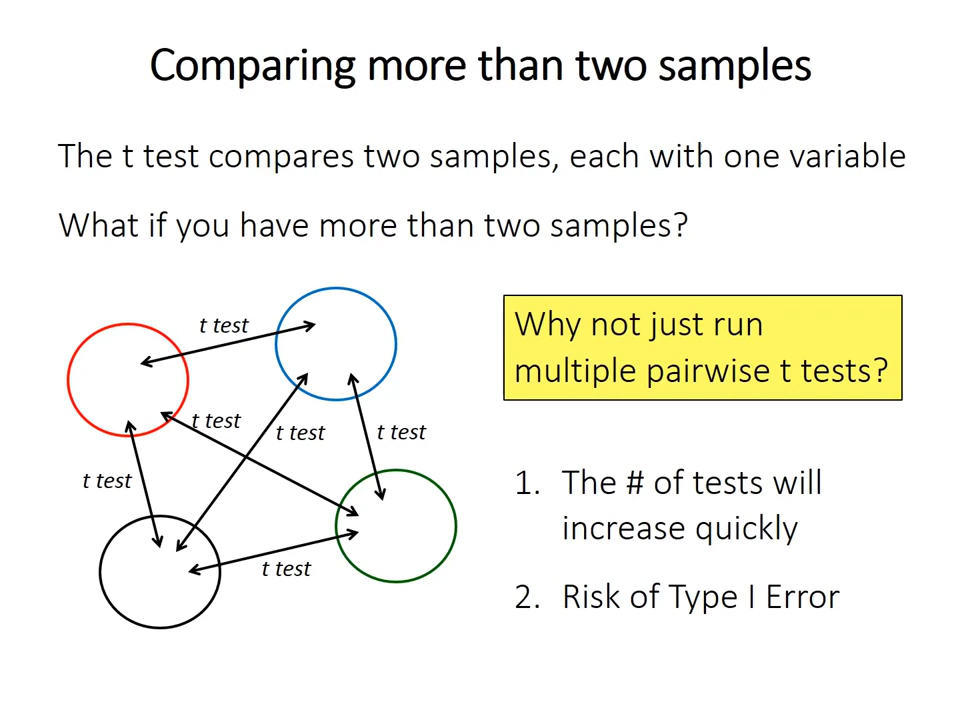 Comparing more than two samples
The t test compares two samples, each with one variable
What if you have more than two samples?
t test
t test
t test
t test
t test
t test
Why not just run
multiple pairwise t tests?
1. The # of tests will
increase quickly
2. Risk of Type I Error